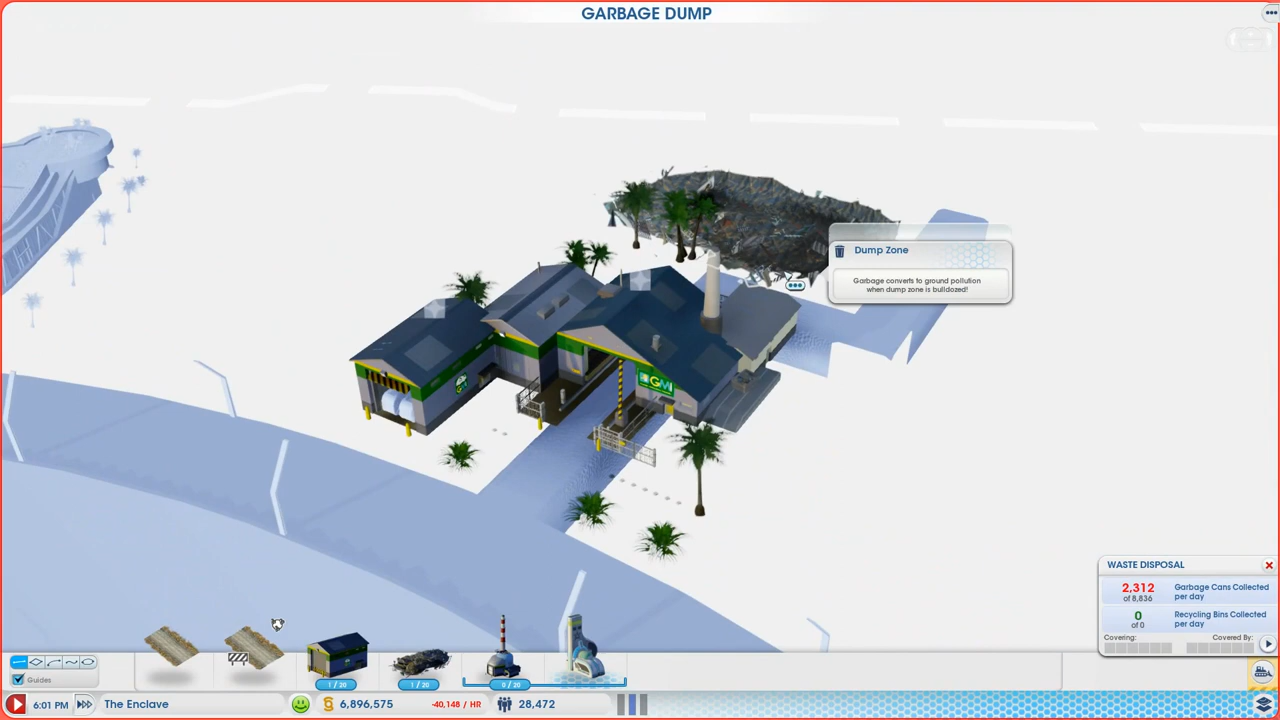 GARBAGE DUMP
Dump Zone
Garbage converts to ground pollution
when dump zone is bulldozed!
GM
WASTE DISPOSAL
2,312
of 8,836
Garbage Cans Collected
per day
0
of 0
Recycling Bins Collected
per day
Covering:
Covered By:
Guides
1 / 20
1 / 20
0 / 20
6:01 PM
The Enclave
6,896,575
-40,148 / HR
28,472